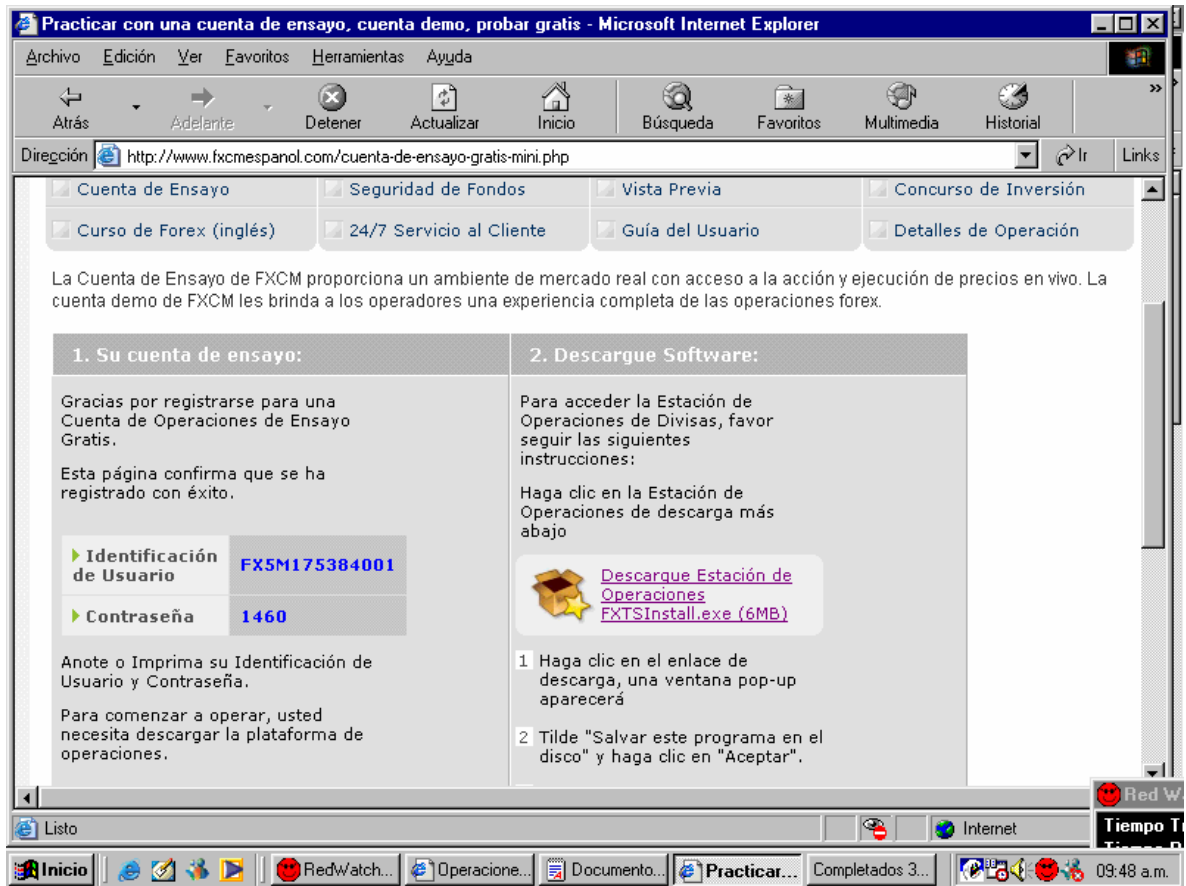 Practicar con una cuenta de ensayo, cuenta demo, probar gratis - Microsoft Internet Explorer
Archivo Edición Ver Favoritos Herramientas Ayuda
Atrás Adelante Detener Actualizar Inicio Búsqueda Favoritos Multimedia Historial »
Dirección http://www.fxcmespanol.com/cuenta-de-ensayo-gratis-mini.php Ir Links
Cuenta de Ensayo Seguridad de Fondos Vista Previa Concurso de Inversión
Curso de Forex (inglés) 24/7 Servicio al Cliente Guía del Usuario Detalles de Operación
La Cuenta de Ensayo de FXCM proporciona un ambiente de mercado real con acceso a la acción y ejecución de precios en vivo. La
cuenta demo de FXCM les brinda a los operadores una experiencia completa de las operaciones forex.
1. Su cuenta de ensayo:
Gracias por registrarse para una
Cuenta de Operaciones de Ensayo
Gratis.
Esta página confirma que se ha
registrado con éxito.
Identificación
de Usuario
FX5M175384001
Contraseña 1460
Anote o Imprima su Identificación de
Usuario y Contraseña.
Para comenzar a operar, usted
necesita descargar la plataforma de
operaciones.
2. Descargue Software:
Para acceder la Estación de
Operaciones de Divisas, favor
seguir las siguientes
instrucciones:
Haga clic en la Estación de
Operaciones de descarga más
abajo
Descargue Estación de
Operaciones
FXTSInstall.exe (6MB)
1 Haga clic en el enlace de
descarga, una ventana pop-up
aparecerá
2 Tilde "Salvar este programa en el
disco" y haga clic en "Aceptar".
Red W
Listo Internet Tiempo T
Inicio RedWatch... Operacione... Documento... Practicar... Completados 3... 09:48 a.m.